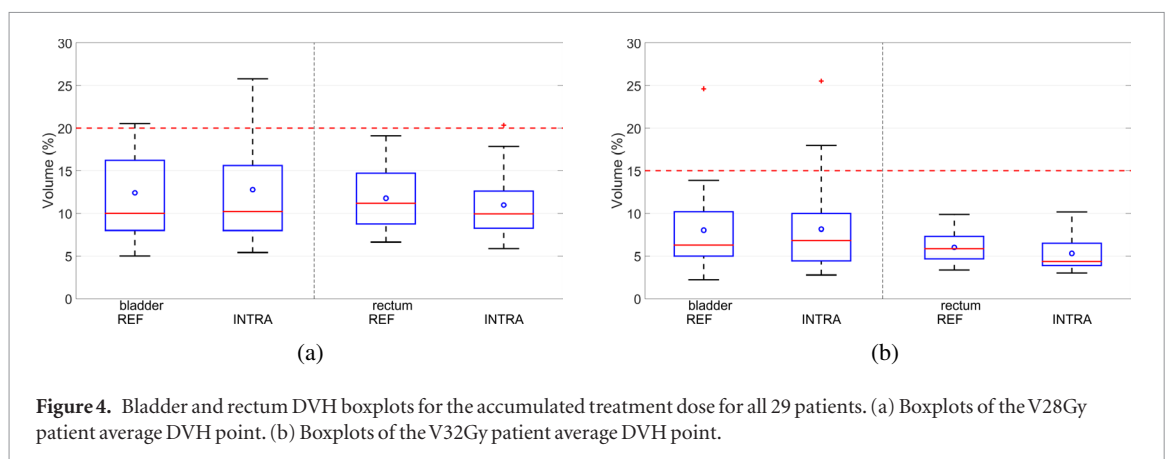 30
25
20
15
10
5
0
Volume (%)
bladder
REF
INTRA
rectum
REF
INTRA
(a)
30
25
20
15
10
5
0
Volume (%)
bladder
REF
INTRA
rectum
REF
INTRA
(b)
Figure 4. Bladder and rectum DVH boxplots for the accumulated treatment dose for all 29 patients. (a) Boxplots of the V28Gy
patient average DVH point. (b) Boxplots of the V32Gy patient average DVH point.